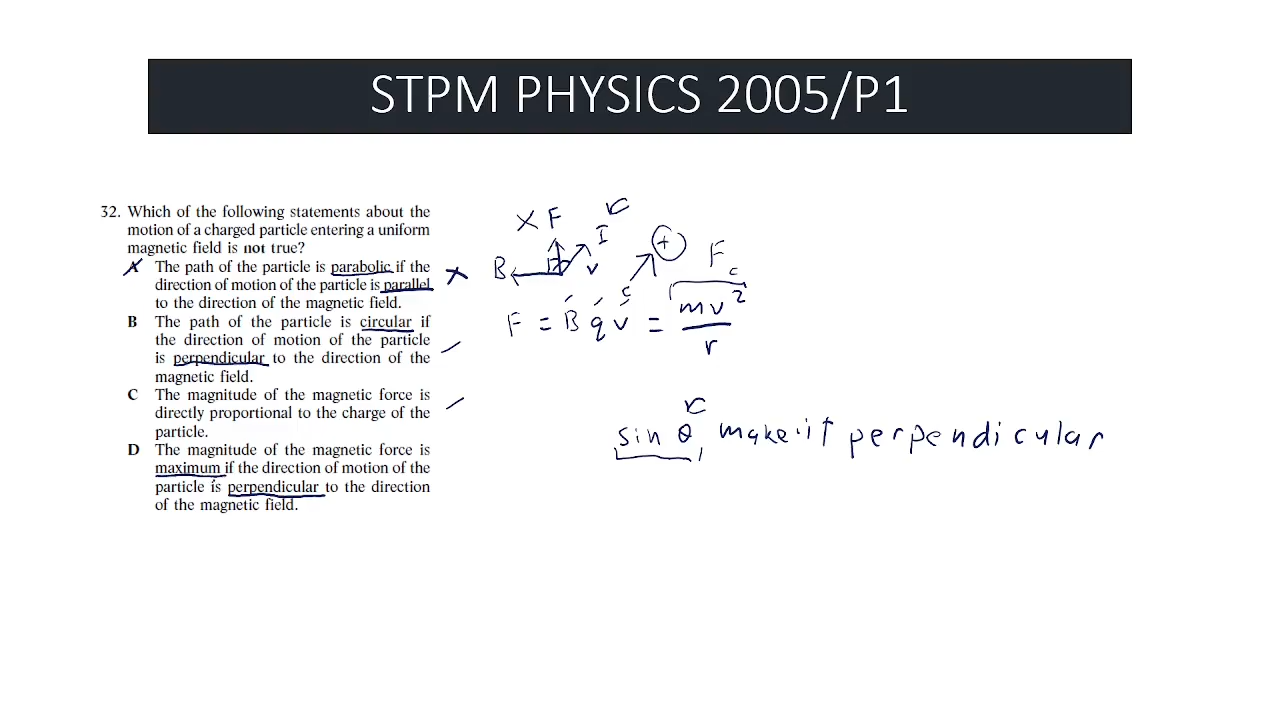 STPM PHYSICS 2005/P1
32. Which of the following statements about the
motion of a charged particle entering a uniform
magnetic field is not true?
A The path of the particle is parabolic if the
direction of motion of the particle is parallel
to the direction of the magnetic field.
B The path of the particle is circular if
the direction of motion of the particle
is perpendicular to the direction of the
magnetic field.
C The magnitude of the magnetic force is
directly proportional to the charge of the
particle.
D The magnitude of the magnetic force is
maximum if the direction of motion of the
particle is perpendicular to the direction
of the magnetic field.
F I
B v + Fc
F = Bqv = mv²/r
sin θ, make it perpendicular